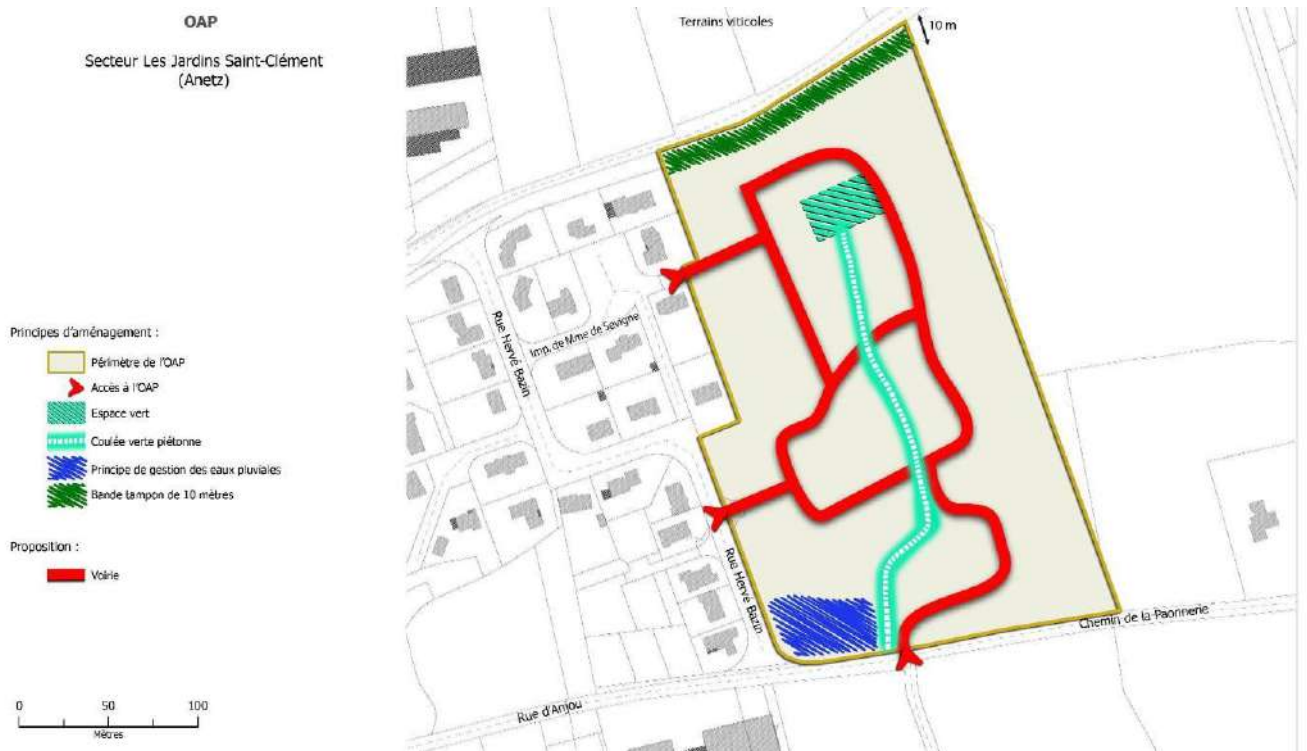 OAP
Secteur Les Jardins Saint-Clément
(Anetz)
Terrains viticoles
10 m
Rue Hervé Bazin
Imp. de Mme de Sevigne
Rue Hervé Bazin
Chemin de la Paonnerie
Rue d'Anjou
Principes d'aménagement :
Périmètre de l'OAP
Accès à l'OAP
Espace vert
Coulée verte piétonne
Principe de gestion des eaux pluviales
Bande tampon de 10 mètres
Proposition :
Voirie
0 50 100
Mètres